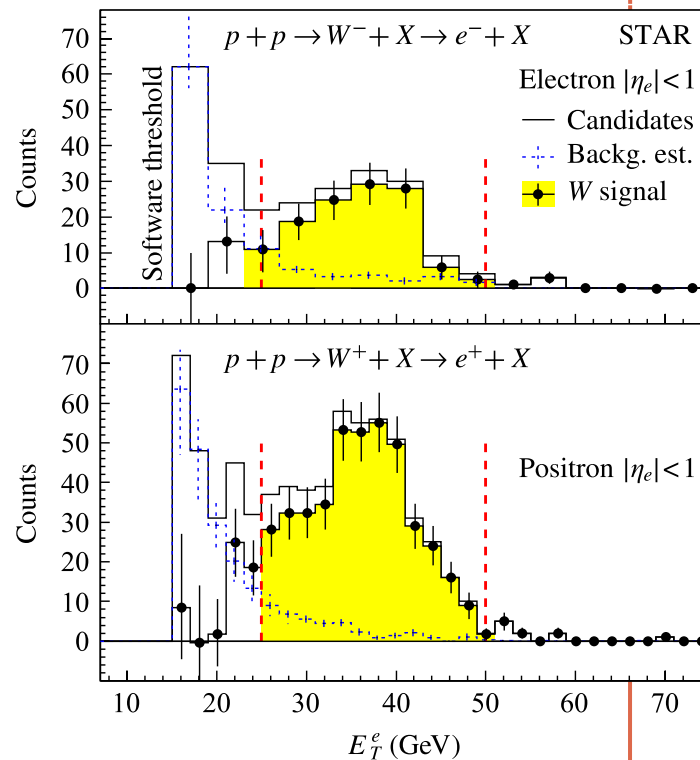 p + p → W⁻ + X → e⁻ + X
STAR
Electron |ηₑ| < 1
Candidates
Backg. est.
W signal
Software threshold
Counts
70
60
50
40
30
20
10
0
p + p → W⁺ + X → e⁺ + X
Positron |ηₑ| < 1
Counts
70
60
50
40
30
20
10
0
10 20 30 40 50 60 70
E_T^e (GeV)